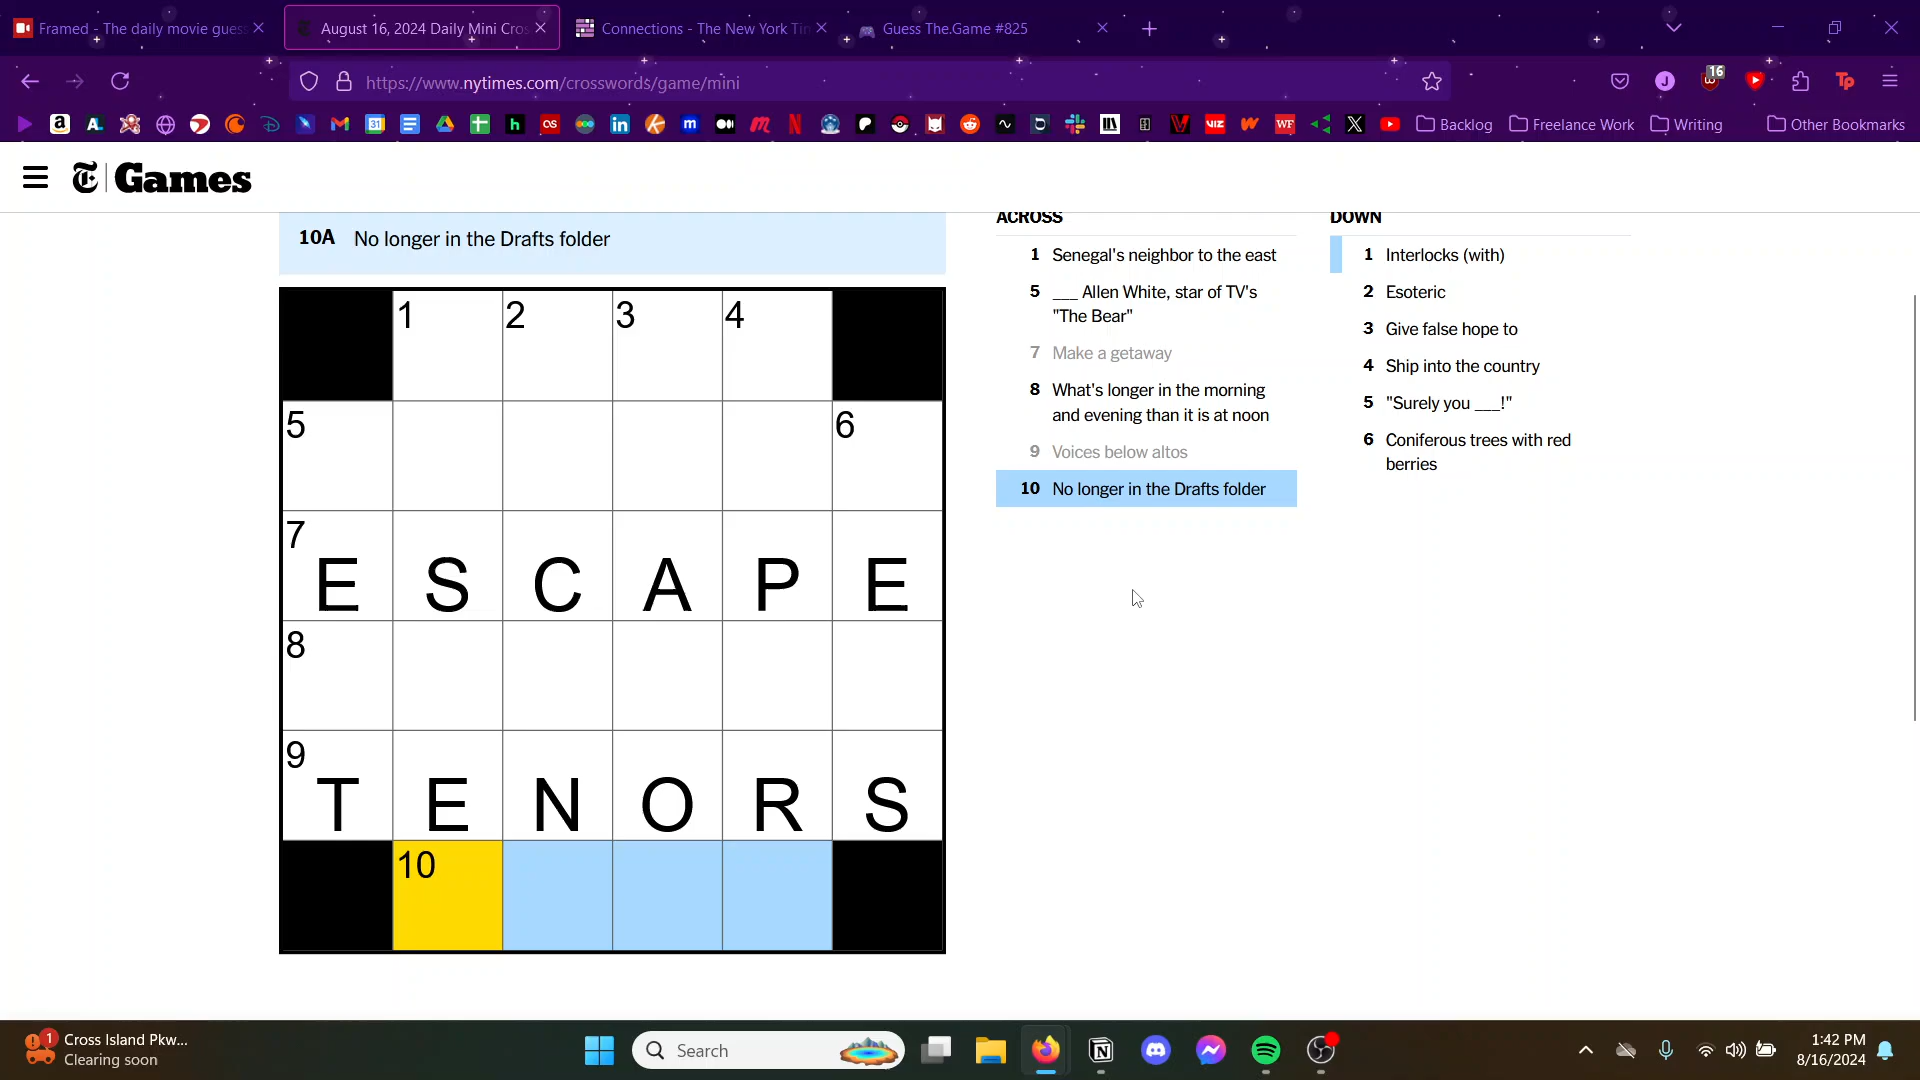 Framed - The daily movie gues
August 16, 2024 Daily Mini Cros
Connections - The New York Tin
Guess The Game #825
https://www.nytimes.com/crosswords/game/mini
16
Backlog
Freelance Work
Writing
Other Bookmarks
Games
10A No longer in the Drafts folder
1 2 3 4
5 6
7 E S C A P E
8
9 T E N O R S
10
ACROSS
1 Senegal's neighbor to the east
5 ___ Allen White, star of TV's
"The Bear"
7 Make a getaway
8 What's longer in the morning
and evening than it is at noon
9 Voices below altos
10 No longer in the Drafts folder
DOWN
1 Interlocks (with)
2 Esoteric
3 Give false hope to
4 Ship into the country
5 "Surely you ___!"
6 Coniferous trees with red
berries
1
Cross Island Pkw...
Clearing soon
Search
1:42 PM
8/16/2024